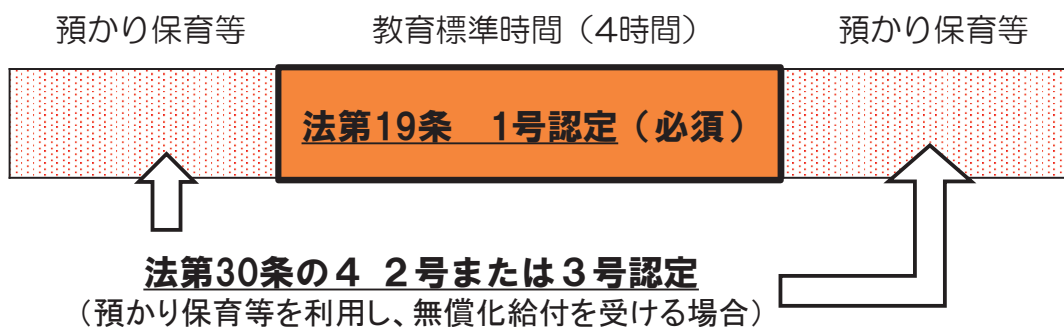 預かり保育等 教育標準時間（4時間） 預かり保育等
法第19条　1号認定（必須）
法第30条の４ ２号または３号認定
（預かり保育等を利用し、無償化給付を受ける場合）